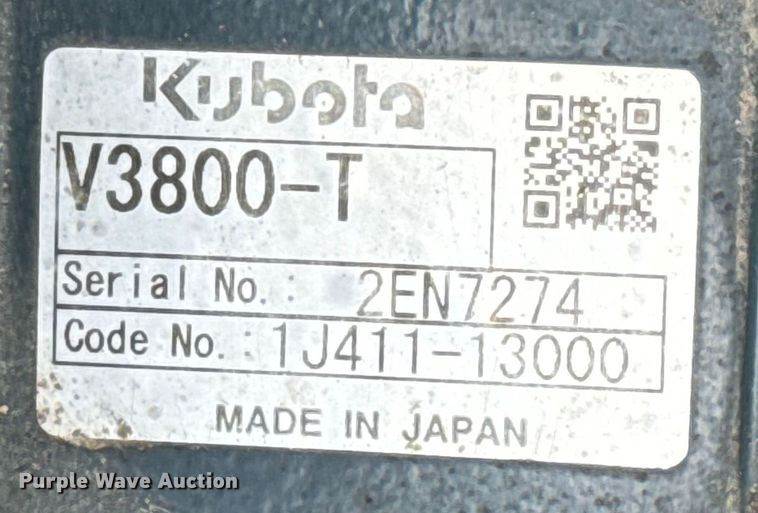 Kubota
V3800-T
Serial No.: 2EN7274
Code No.: 1J411-13000
MADE IN JAPAN
Purple Wave Auction